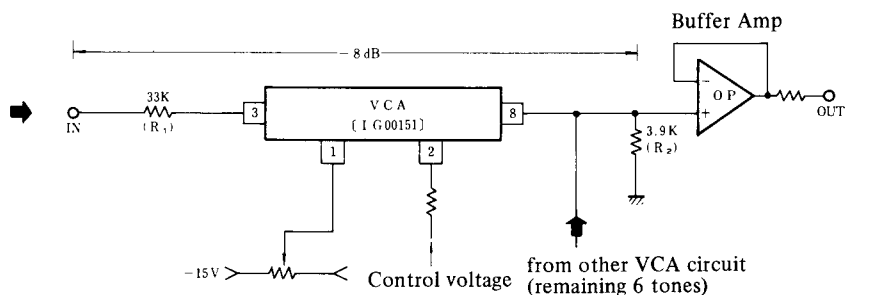 Buffer Amp
– 8 dB
33K
(R₁)
IN
3
VCA
[IG00151]
8
1
2
3.9K
(R₂)
−
OP
+
OUT
−15V
Control voltage
from other VCA circuit
(remaining 6 tones)